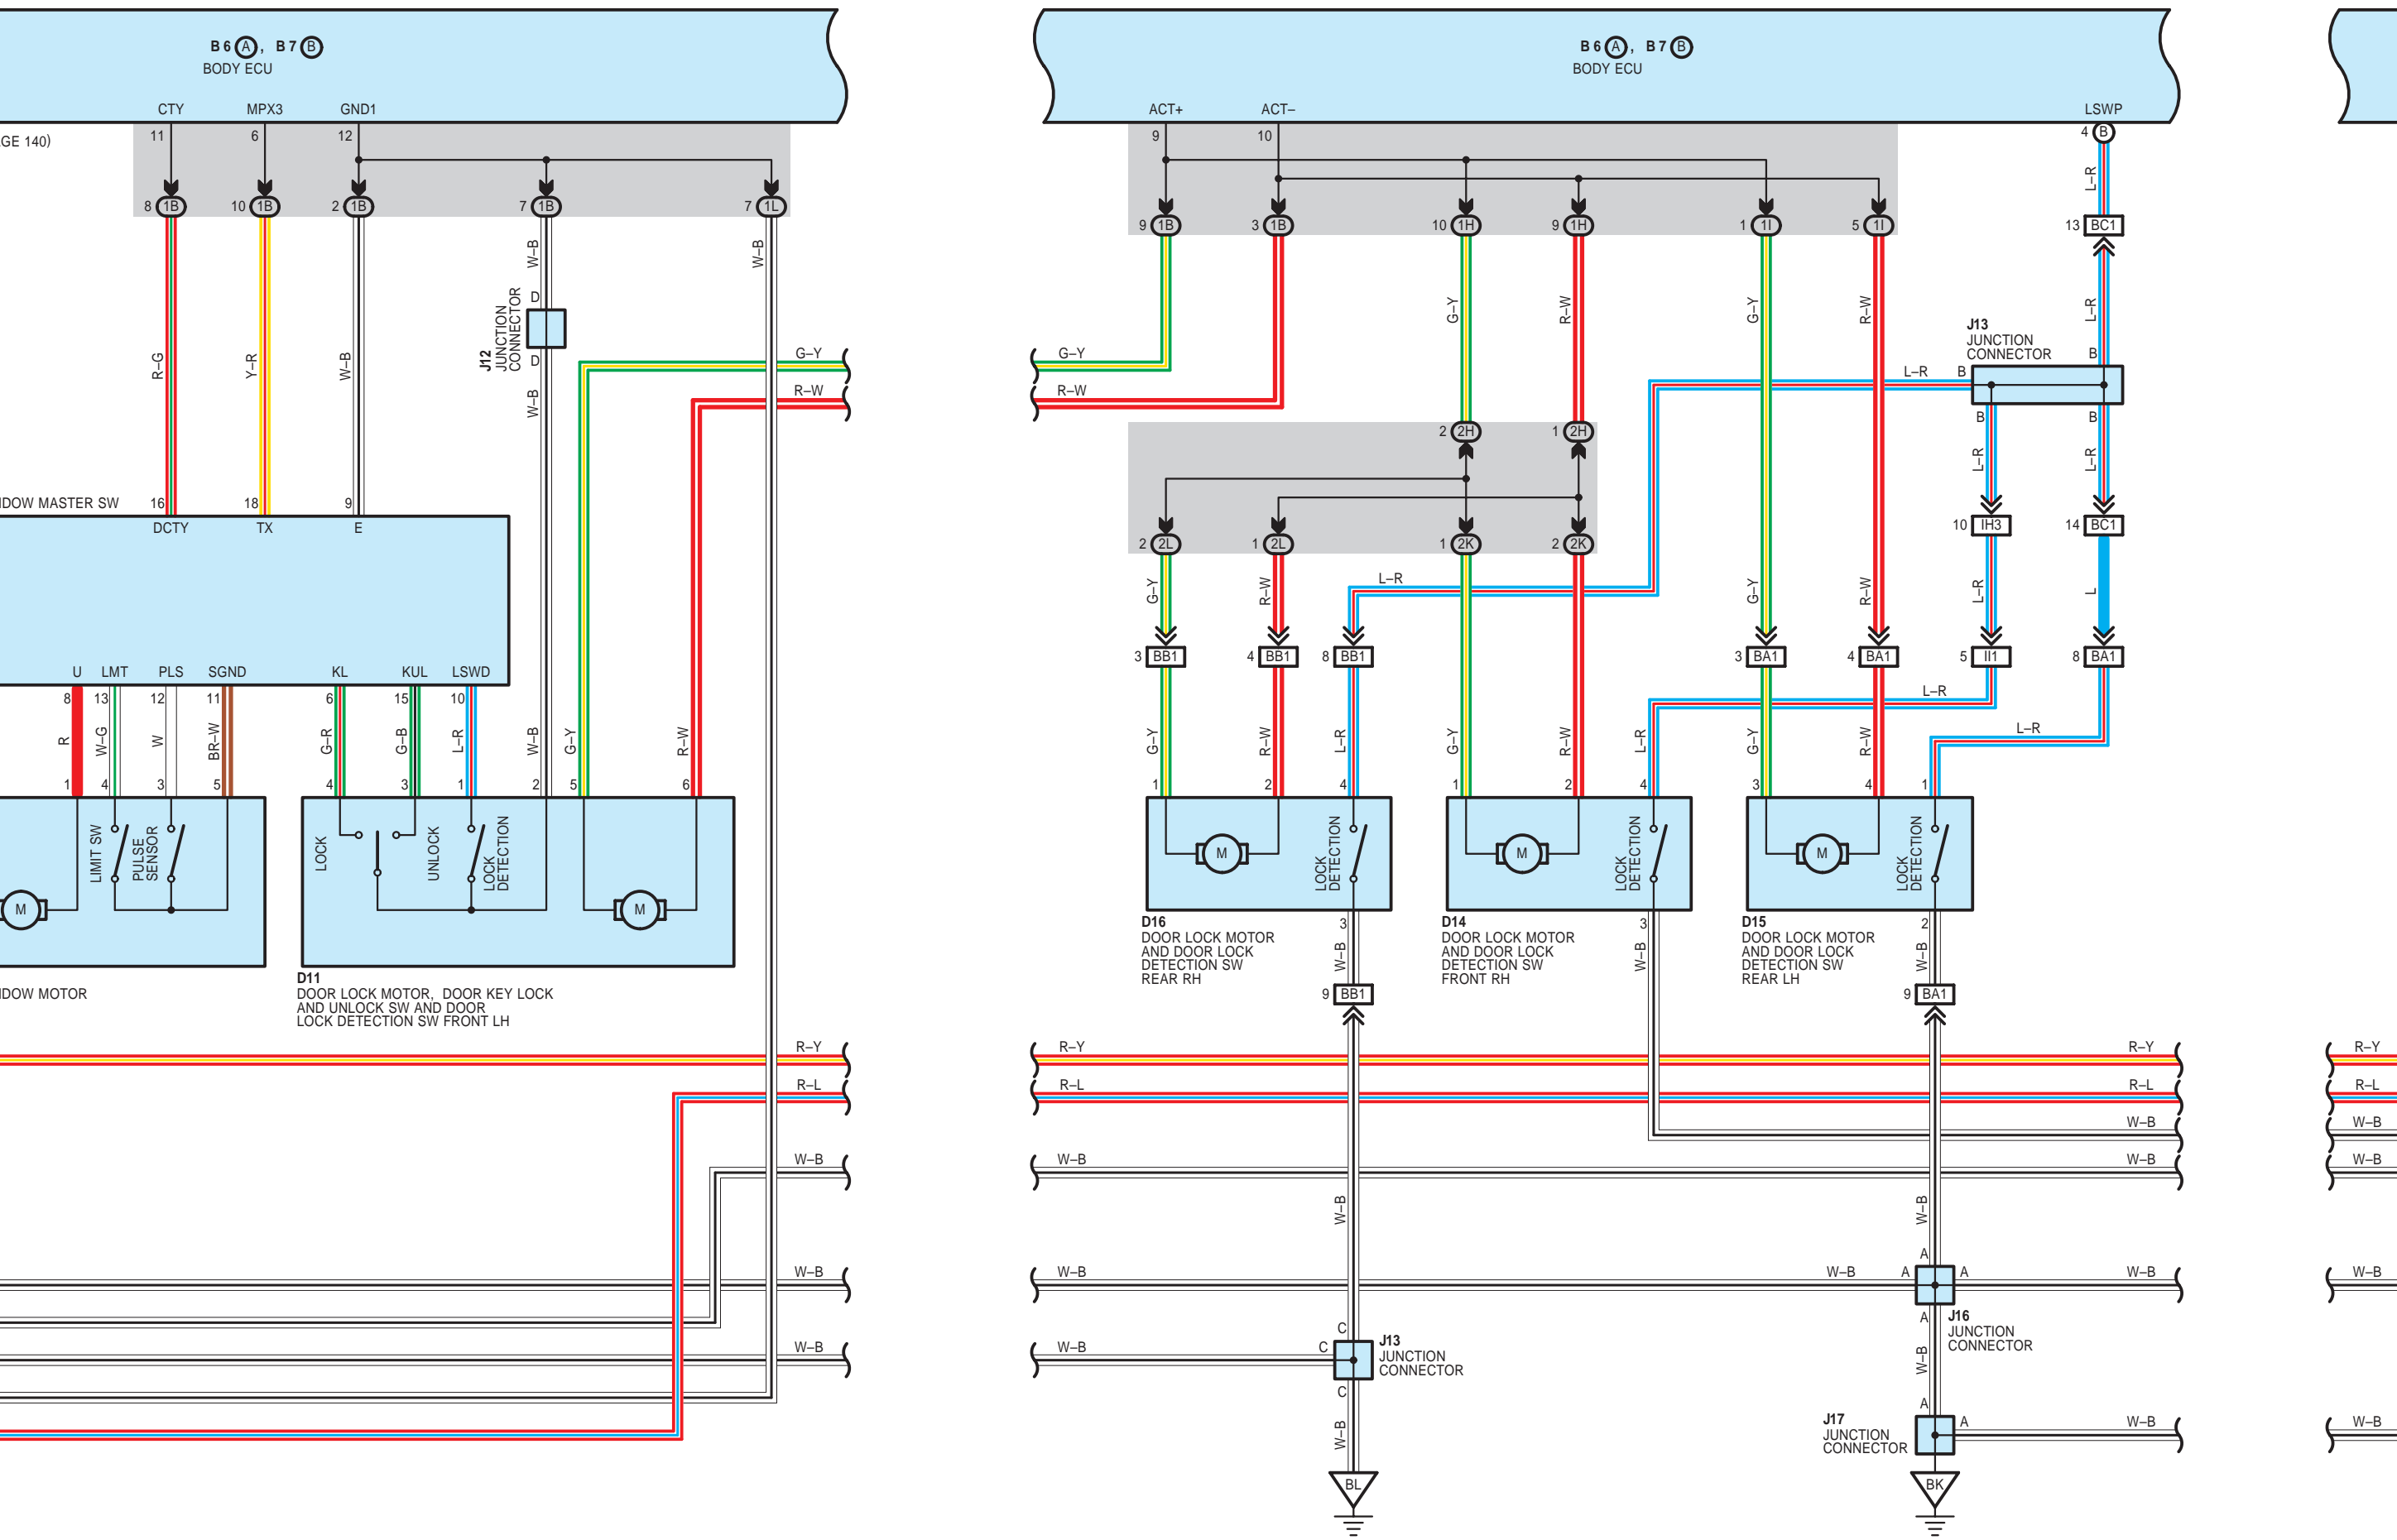 B 6 A , B 7 B
BODY ECU
CTY MPX3 GND1
GE 140)
11 6 12
8 1B 10 1B 2 1B 7 1B 7 1L
R–G Y–R W–B W–B W–B
D
J12
JUNCTION
CONNECTOR
D
W–B
G–Y
R–W
DOW MASTER SW
16 18 9
DCTY TX E
U LMT PLS SGND KL KUL LSWD
8 13 12 11 6 15 10
R W–G W BR–W G–R G–B L–R W–B G–Y R–W
1 4 3 5 4 3 1 2 5 6
LIMIT SW
PULSE
SENSOR
M
LOCK
UNLOCK
LOCK
DETECTION
M
DOW MOTOR
D11
DOOR LOCK MOTOR, DOOR KEY LOCK
AND UNLOCK SW AND DOOR
LOCK DETECTION SW FRONT LH
R–Y
R–L
W–B
W–B
W–B
B 6 A , B 7 B
BODY ECU
ACT+ ACT– LSWP
9 10 4 B
L–R
9 1B 3 1B 10 1H 9 1H 1 1I 5 1I 13 BC1
G–Y R–W G–Y R–W L–R
J13
JUNCTION
CONNECTOR
B
G–Y
R–W
L–R B
B B
2 2H 1 2H
L–R L–R
10 IH3 14 BC1
2 2L 1 2L 1 2K 2 2K
G–Y R–W L–R G–Y R–W L–R L
3 BB1 4 BB1 8 BB1 3 BA1 4 BA1 5 II1 8 BA1
L–R
L–R
G–Y R–W L–R G–Y R–W L–R G–Y R–W
1 2 4 1 2 4 3 4 1
M LOCK
DETECTION
M LOCK
DETECTION
M LOCK
DETECTION
D16
DOOR LOCK MOTOR
AND DOOR LOCK
DETECTION SW
REAR RH
3
W–B
D14
DOOR LOCK MOTOR
AND DOOR LOCK
DETECTION SW
FRONT RH
3
W–B
D15
DOOR LOCK MOTOR
AND DOOR LOCK
DETECTION SW
REAR LH
2
W–B
9 BB1 9 BA1
R–Y R–Y R–Y
R–L R–L R–L
W–B W–B
W–B W–B W–B
W–B W–B
A
W–B W–B A A W–B W–B
A
J16
JUNCTION
CONNECTOR
C
W–B C
J13
JUNCTION
CONNECTOR
C
W–B W–B
A
J17
JUNCTION
CONNECTOR
A W–B W–B
BL BK